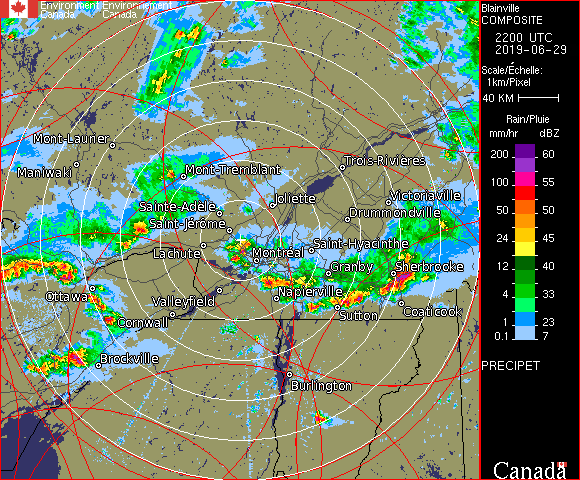 Environment Environnement
Canada Canada
Blainville
COMPOSITE
2200 UTC
2019-06-29
Scale/Échelle:
1km/Pixel
40 KM
Rain/Pluie
mm/hr dBZ
200 60
100 55
50 50
24 45
12 40
4 33
1 23
0.1 7
PRECIPET
Canada
Mont-Laurier
Maniwaki
Mont-Tremblant
Trois-Rivières
Sainte-Adele
Joliette
Victoriaville
Saint-Jérôme
Drummondville
Lachute
Montréal
Saint-Hyacinthe
Granby
Sherbrooke
Ottawa
Valleyfield
Napierville
Cornwall
Sutton
Coaticook
Brockville
Burlington